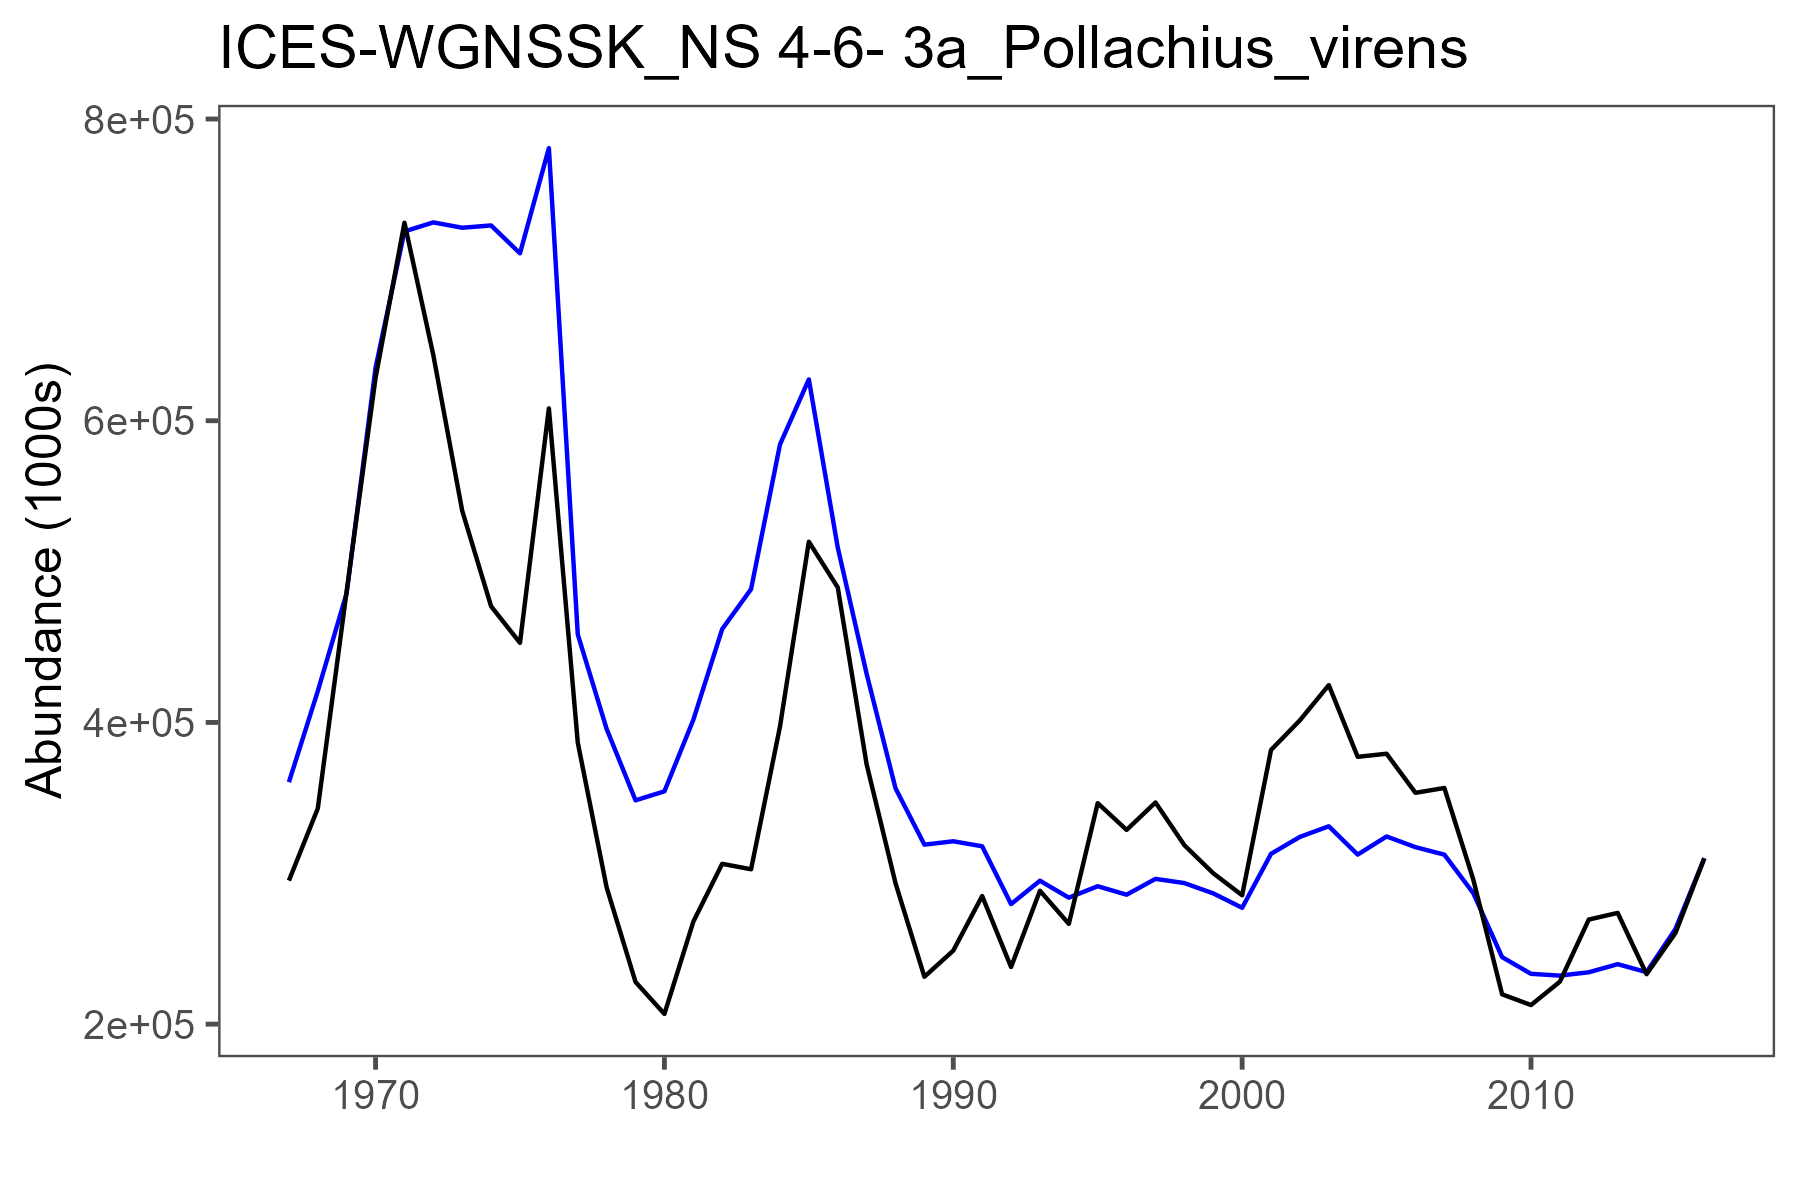 ICES-WGNSSK_NS 4-6- 3a_Pollachius_virens
Abundance (1000s)
8e+05
6e+05
4e+05
2e+05
1970 1980 1990 2000 2010